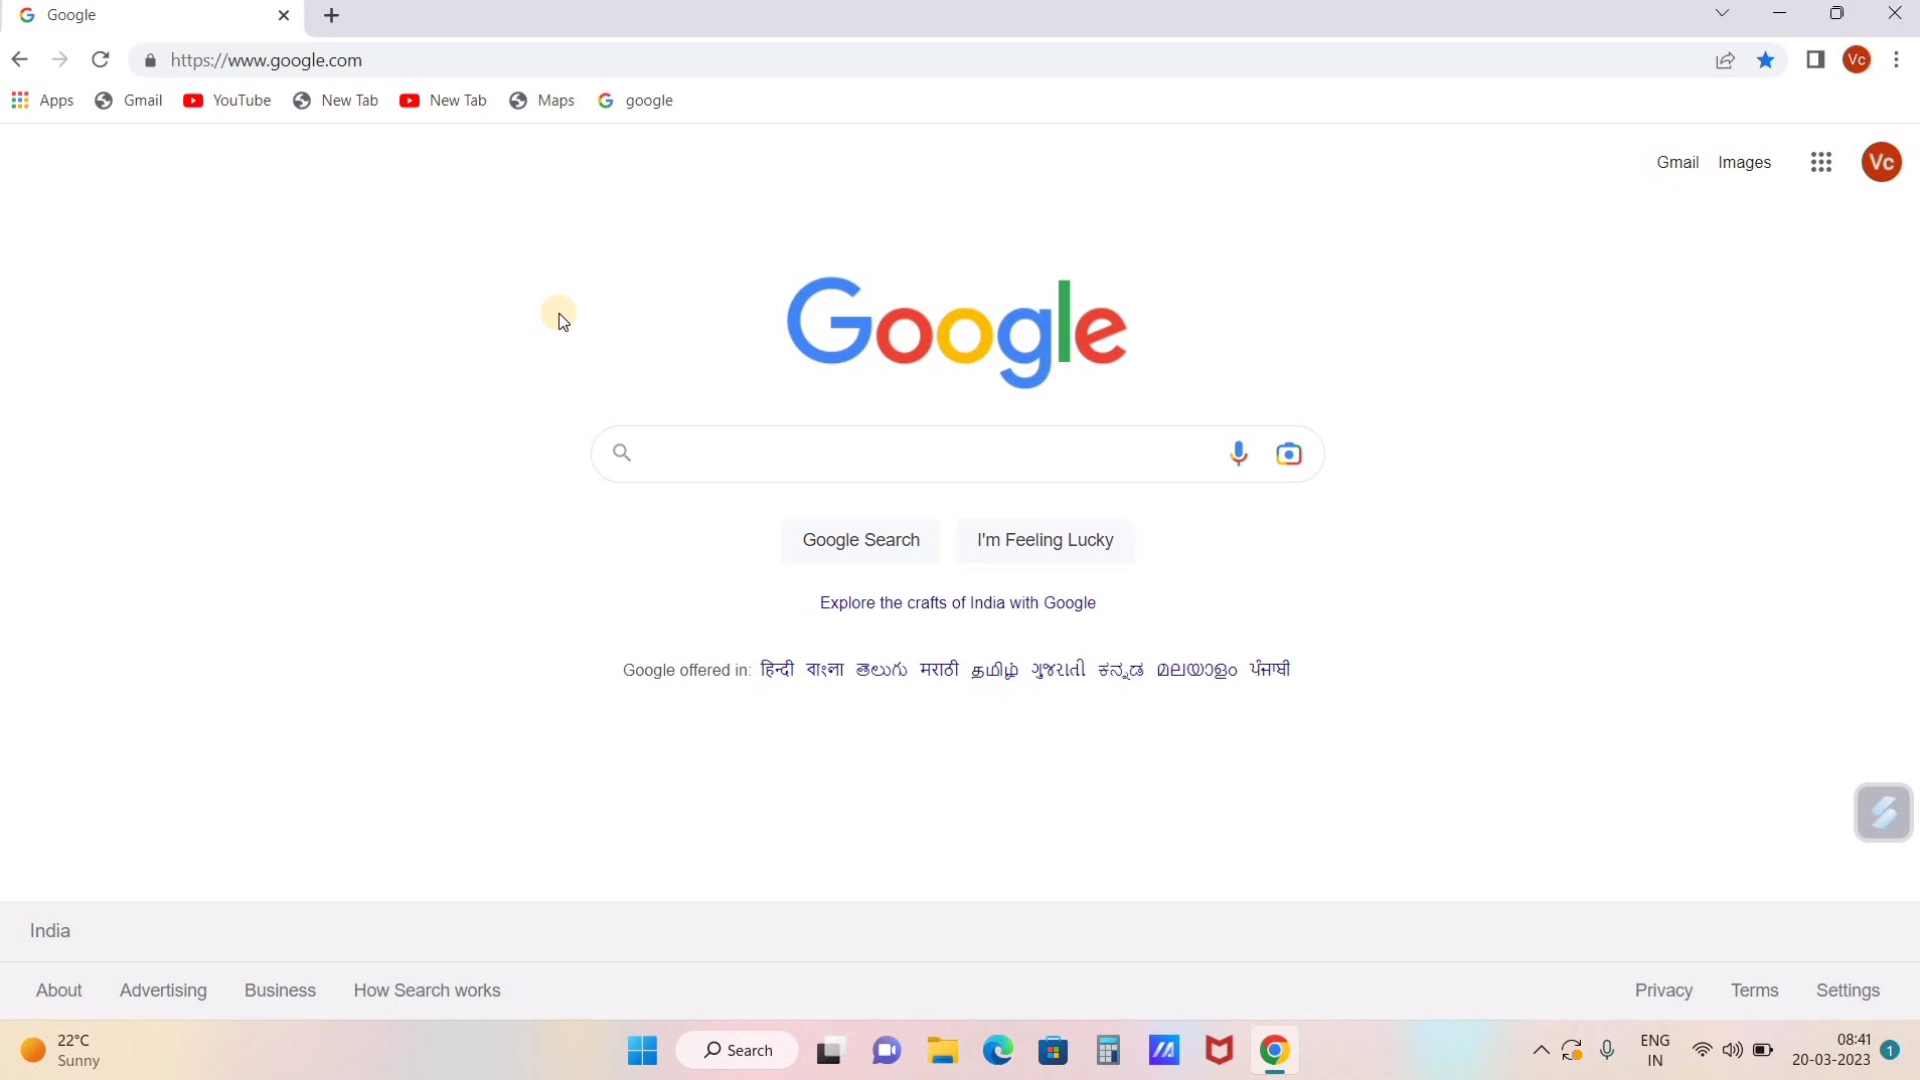 Google
https://www.google.com
Vc
Apps Gmail YouTube New Tab New Tab Maps google
Gmail Images Vc
Google
Google Search I'm Feeling Lucky
Explore the crafts of India with Google
Google offered in: हिन्दी বাংলা తెలుగు मराठी தமிழ் ગુજરાતી ಕನ್ನಡ മലയാളം ਪੰਜਾਬੀ
India
About Advertising Business How Search works Privacy Terms Settings
22°C
Sunny
Search
ENG
IN
08:41
20-03-2023
1